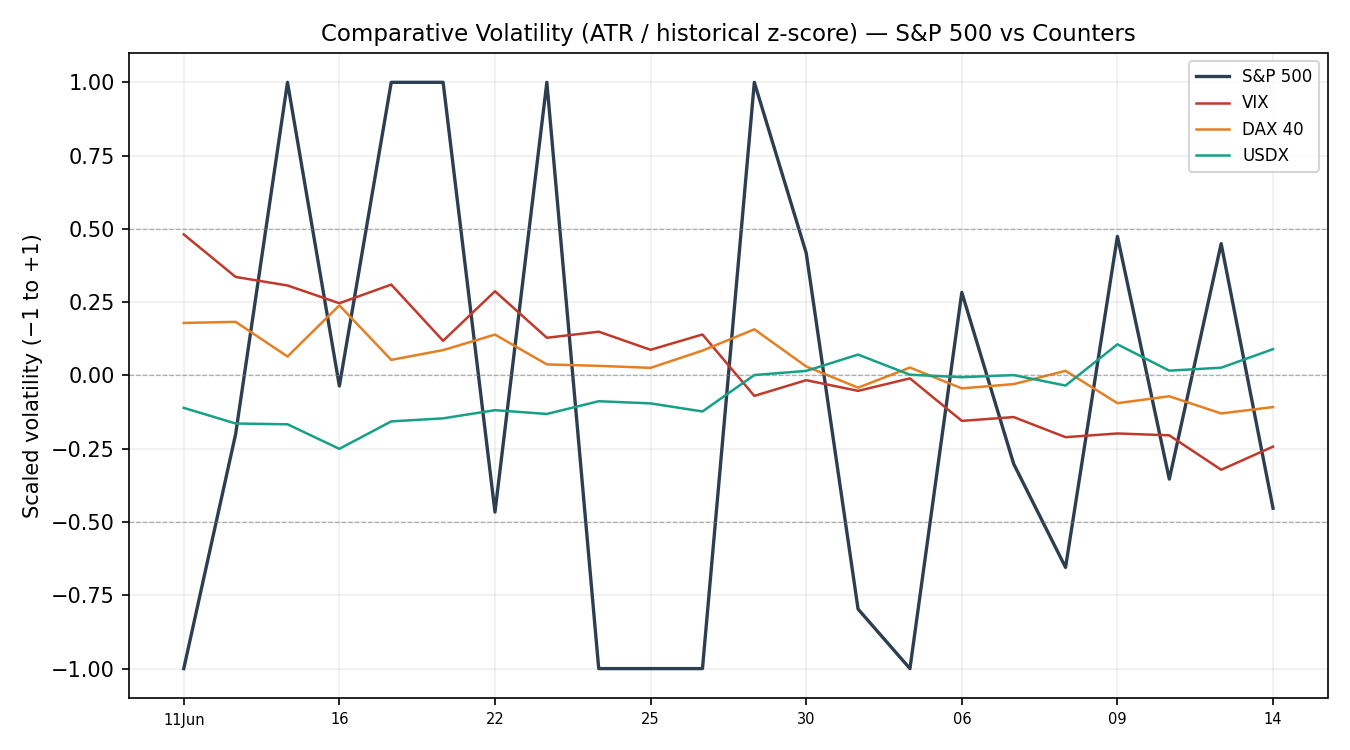 Comparative Volatility (ATR / historical z-score) — S&P 500 vs Counters
S&P 500
VIX
DAX 40
USDX
Scaled volatility (−1 to +1)
1.00
0.75
0.50
0.25
0.00
−0.25
−0.50
−0.75
−1.00
11Jun 16 22 25 30 06 09 14